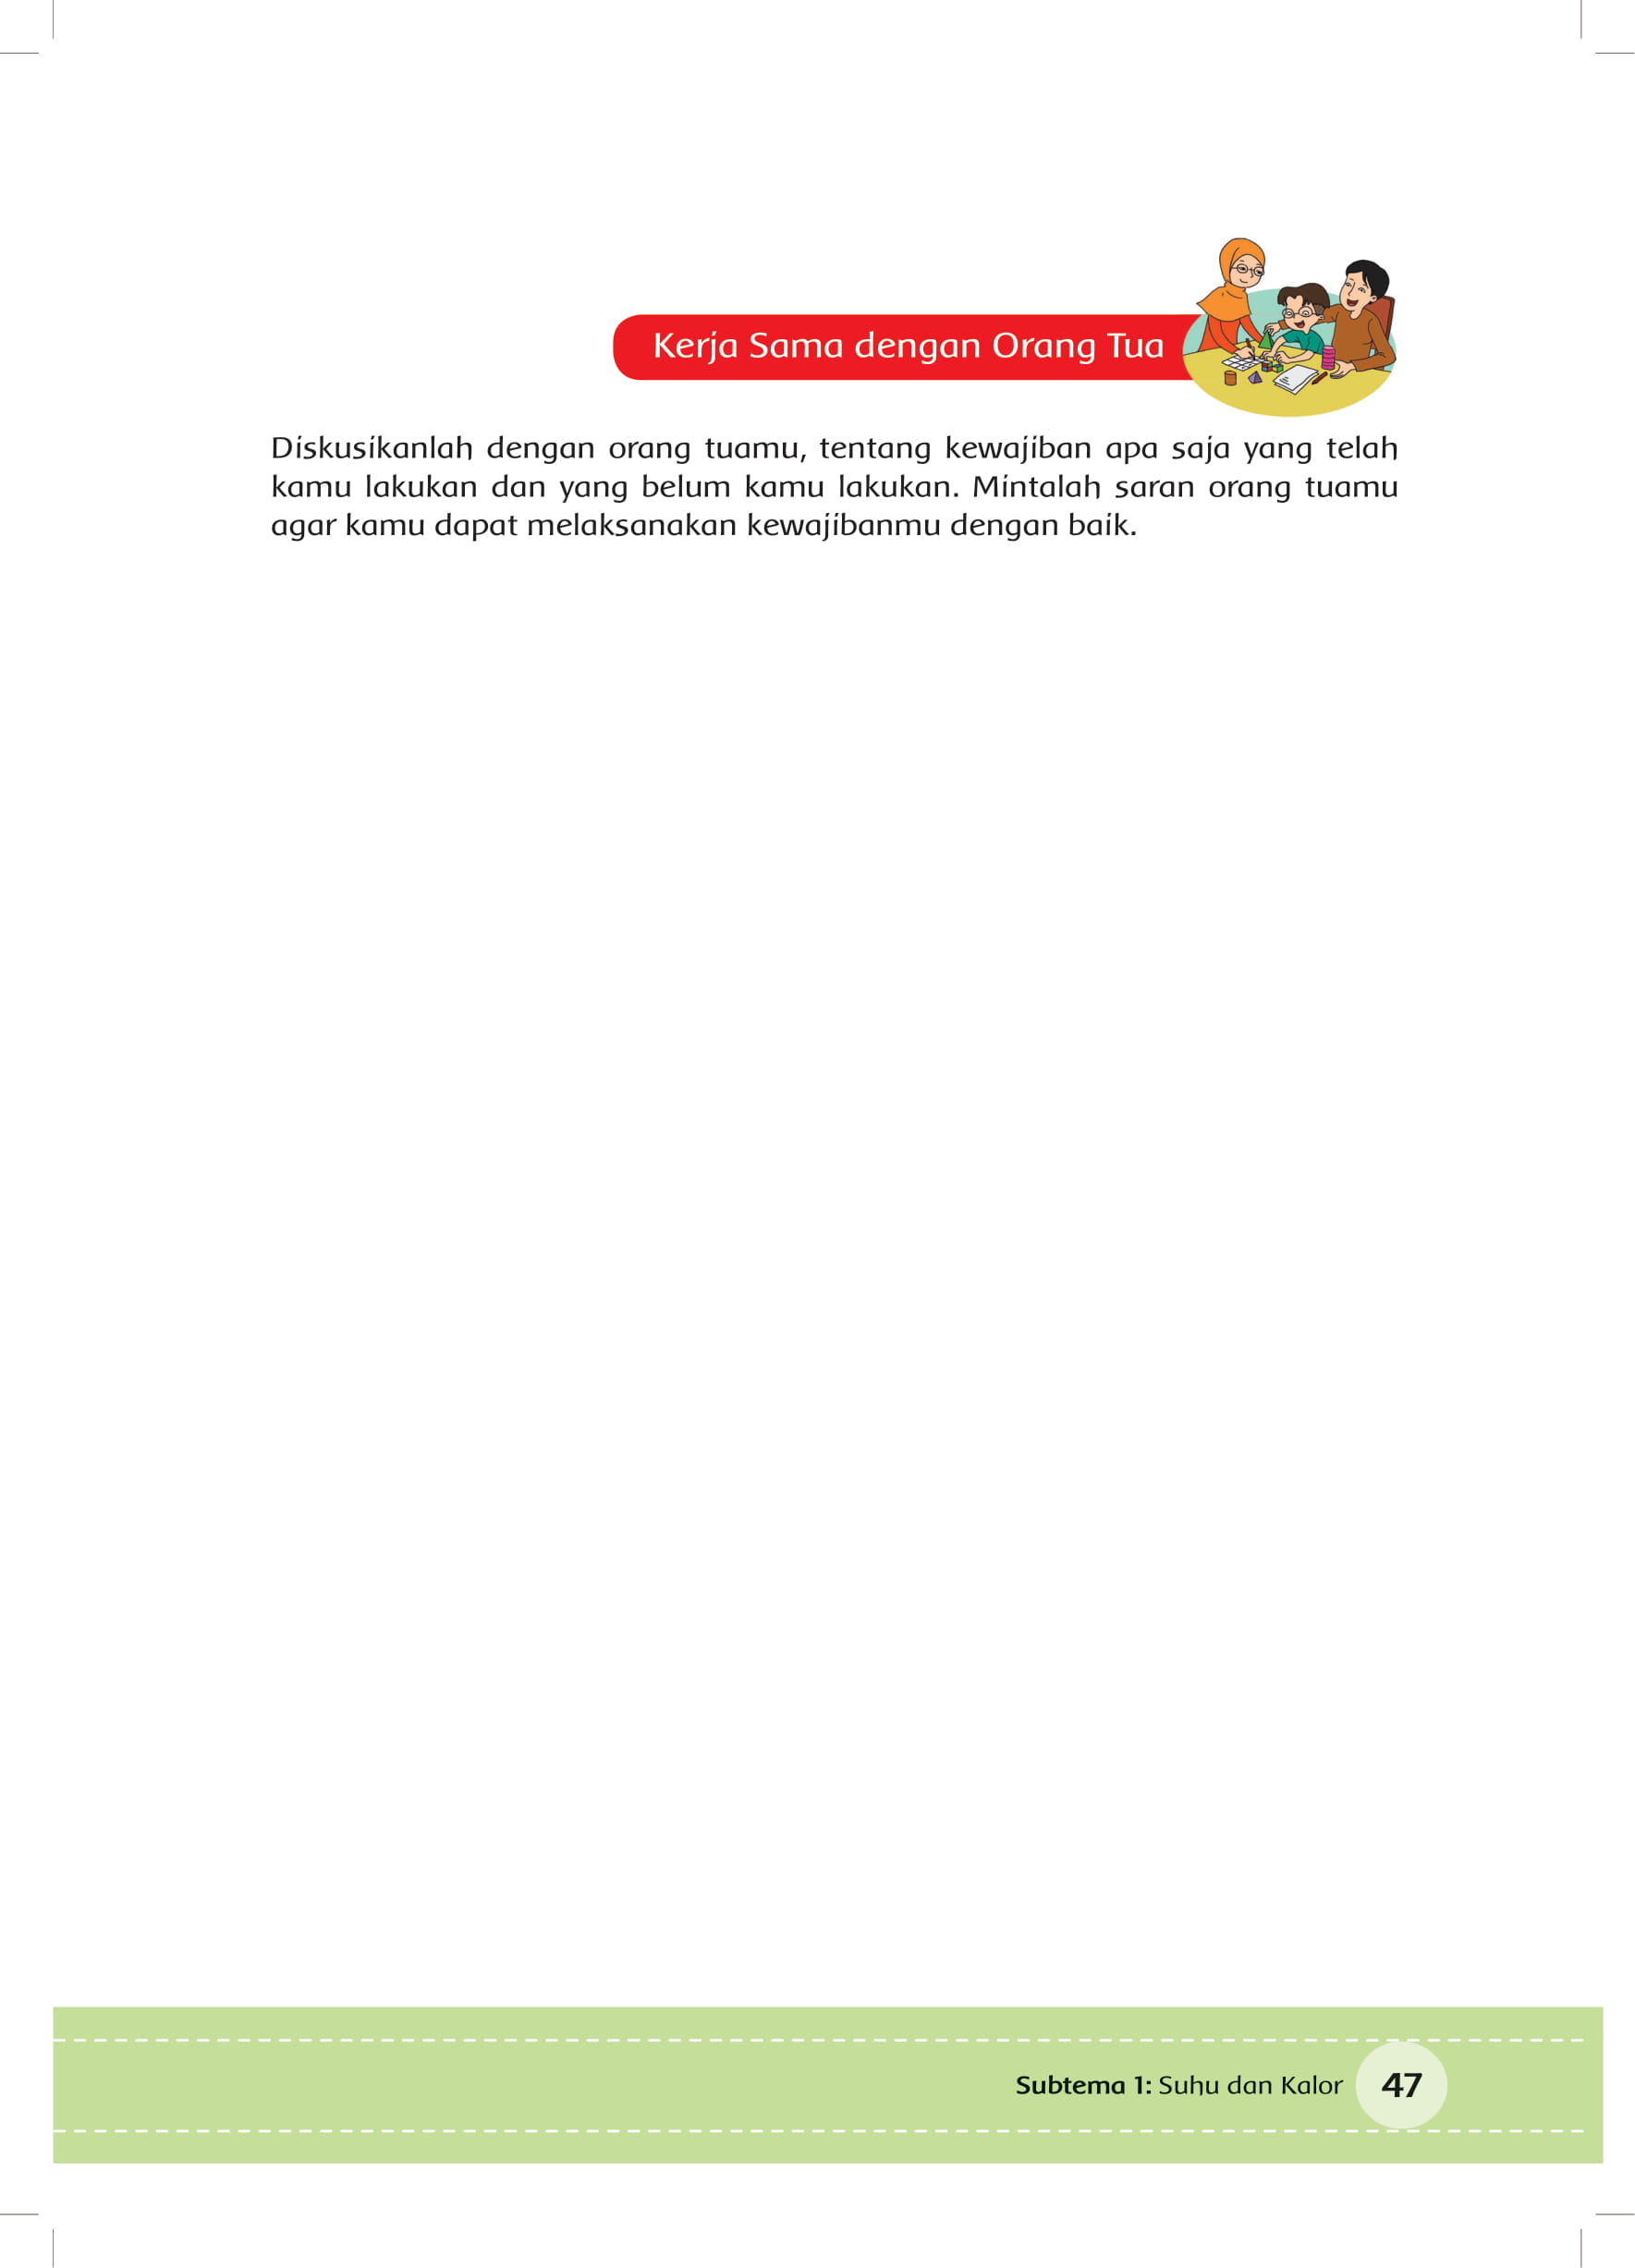 Kerja Sama dengan Orang Tua
Diskusikanlah dengan orang tuamu, tentang kewajiban apa saja yang telah
kamu lakukan dan yang belum kamu lakukan. Mintalah saran orang tuamu
agar kamu dapat melaksanakan kewajibanmu dengan baik.
Subtema 1: Suhu dan Kalor 47